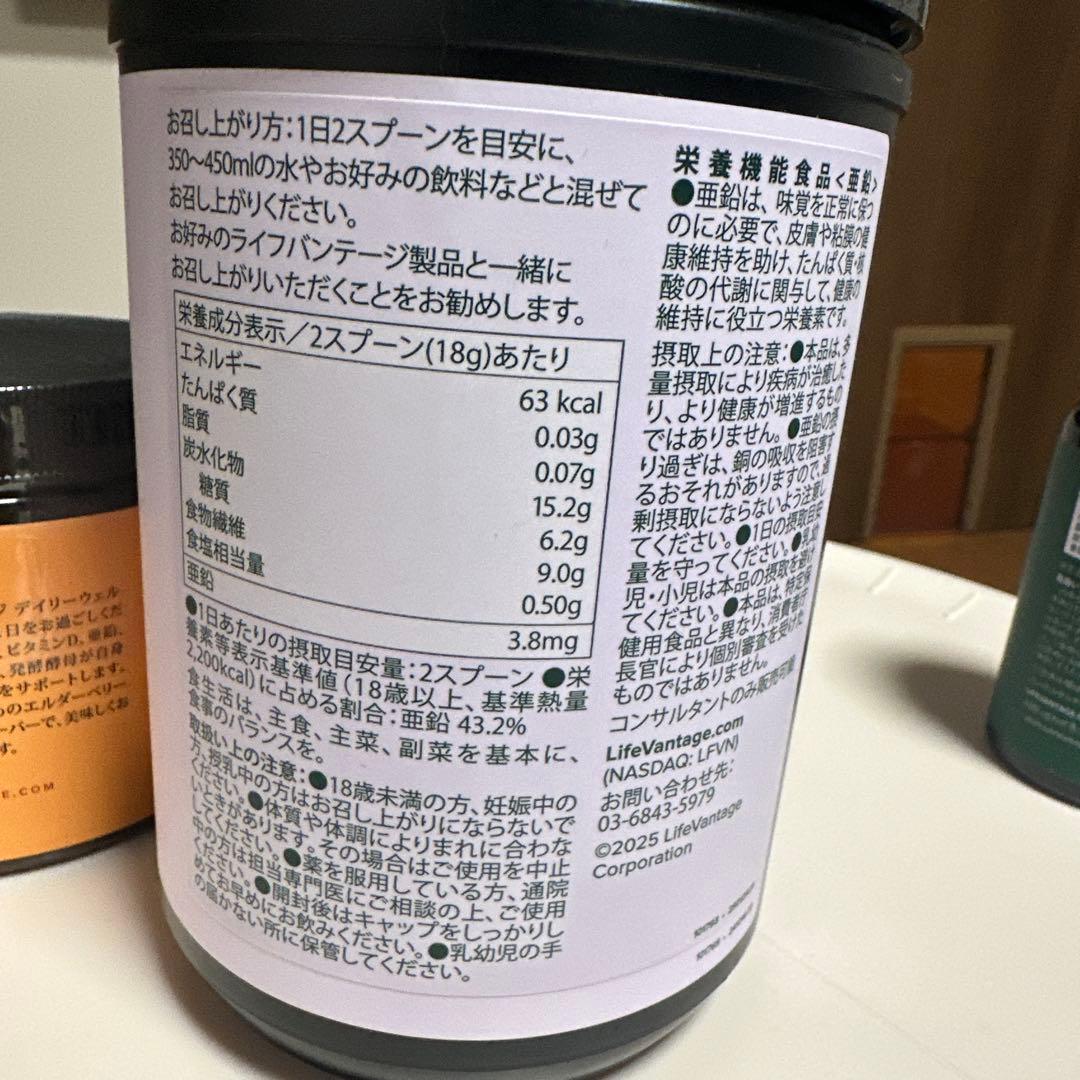 お召し上がり方：1日2スプーンを目安に、
350〜450mlの水やお好みの飲料などと混ぜて
お召し上がりください。
お好みのライフバンテージ製品と一緒に
お召し上がりいただくことをお勧めします。
栄養成分表示／2スプーン(18g)あたり
エネルギー 63 kcal
たんぱく質 0.03g
脂質 0.07g
炭水化物 15.2g
糖質 6.2g
食物繊維 9.0g
食塩相当量 0.50g
亜鉛 3.8mg
●1日あたりの摂取目安量：2スプーン ●栄
養素等表示基準値（18歳以上、基準熱量
2,200kcal）に占める割合：亜鉛 43.2%
食生活は、主食、主菜、副菜を基本に、
食事のバランスを。
取扱い上の注意：●18歳未満の方、妊娠中の
方、授乳中の方はお召し上がりにならないで
ください。●体質や体調によりまれに合わな
いときがあります。その場合はご使用を中止
してください。●薬を服用している方、通院
中の方は担当専門医にご相談の上、ご使用
ください。●開封後はキャップをしっかりし
めてお早めにお飲みください。●乳幼児の手
の届かない所に保管してください。
栄養機能食品＜亜鉛＞
●亜鉛は、味覚を正常に保つ
のに必要で、皮膚や粘膜の健
康維持を助け、たんぱく質・核
酸の代謝に関与して、健康の
維持に役立つ栄養素です。
摂取上の注意：●本品は、多
量摂取により疾病が治癒した
り、より健康が増進するもの
ではありません。●亜鉛の摂
り過ぎは、銅の吸収を阻害す
るおそれがありますので、過
剰摂取にならないよう注意し
てください。●1日の摂取目安
量を守ってください。●乳幼
児・小児は本品の摂取を避け
てください。●本品は、特定保
健用食品と異なり、消費者庁
長官により個別審査を受けた
ものではありません。
コンサルタントのみ販売可能
LifeVantage.com
(NASDAQ: LFVN)
お問い合わせ先：
03-6843-5979
©2025 LifeVantage
Corporation
デイリーウェル
日をお過ごしくだ
ビタミンD、亜鉛、
発酵酵母が自身
をサポートします。
のエルダーベリー
ーバーで、美味しくお
す。
E.COM